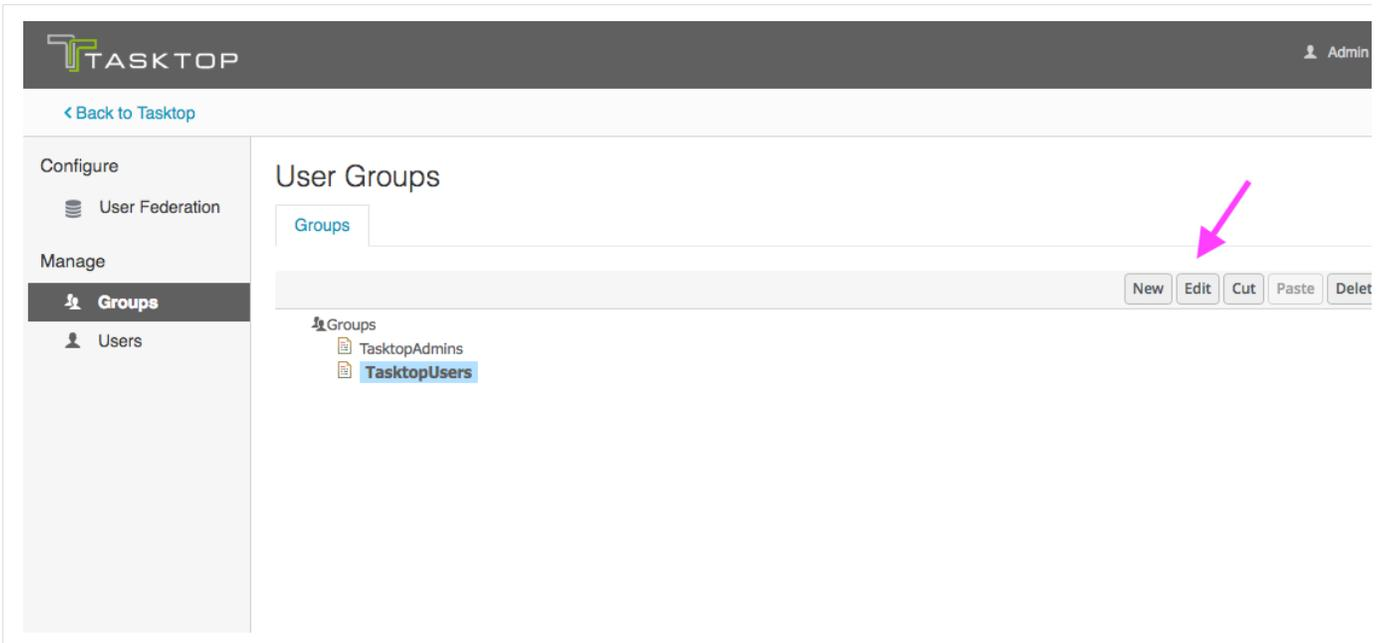 TASKTOP
Admin
Back to Tasktop
Configure
User Federation
Manage
Groups
Users
User Groups
Groups
New Edit Cut Paste Delet
Groups
TasktopAdmins
TasktopUsers